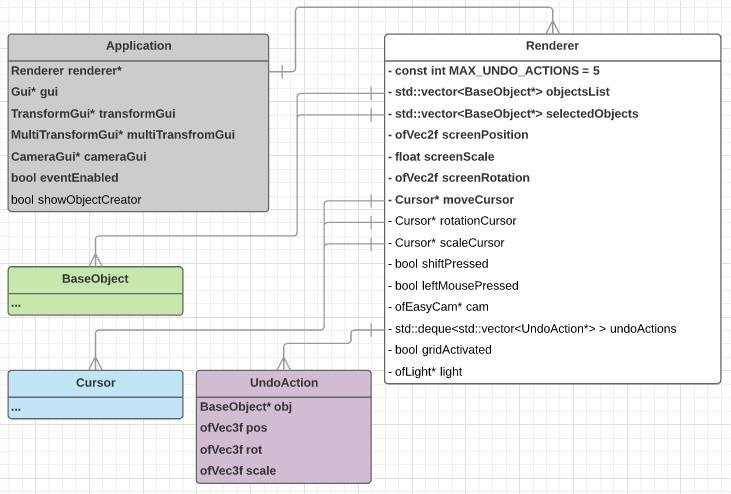 Application
Renderer renderer*
Gui* gui
TransformGui* transformGui
MultiTransformGui* multiTransfromGui
CameraGui* cameraGui
bool eventEnabled
bool showObjectCreator
Renderer
- const int MAX_UNDO_ACTIONS = 5
- std::vector<BaseObject*> objectsList
- std::vector<BaseObject*> selectedObjects
- ofVec2f screenPosition
- float screenScale
- ofVec2f screenRotation
- Cursor* moveCursor
- Cursor* rotationCursor
- Cursor* scaleCursor
- bool shiftPressed
- bool leftMousePressed
- ofEasyCam* cam
- std::deque<std::vector<UndoAction*> > undoActions
- bool gridActivated
- ofLight* light
BaseObject
...
Cursor
...
UndoAction
BaseObject* obj
ofVec3f pos
ofVec3f rot
ofVec3f scale